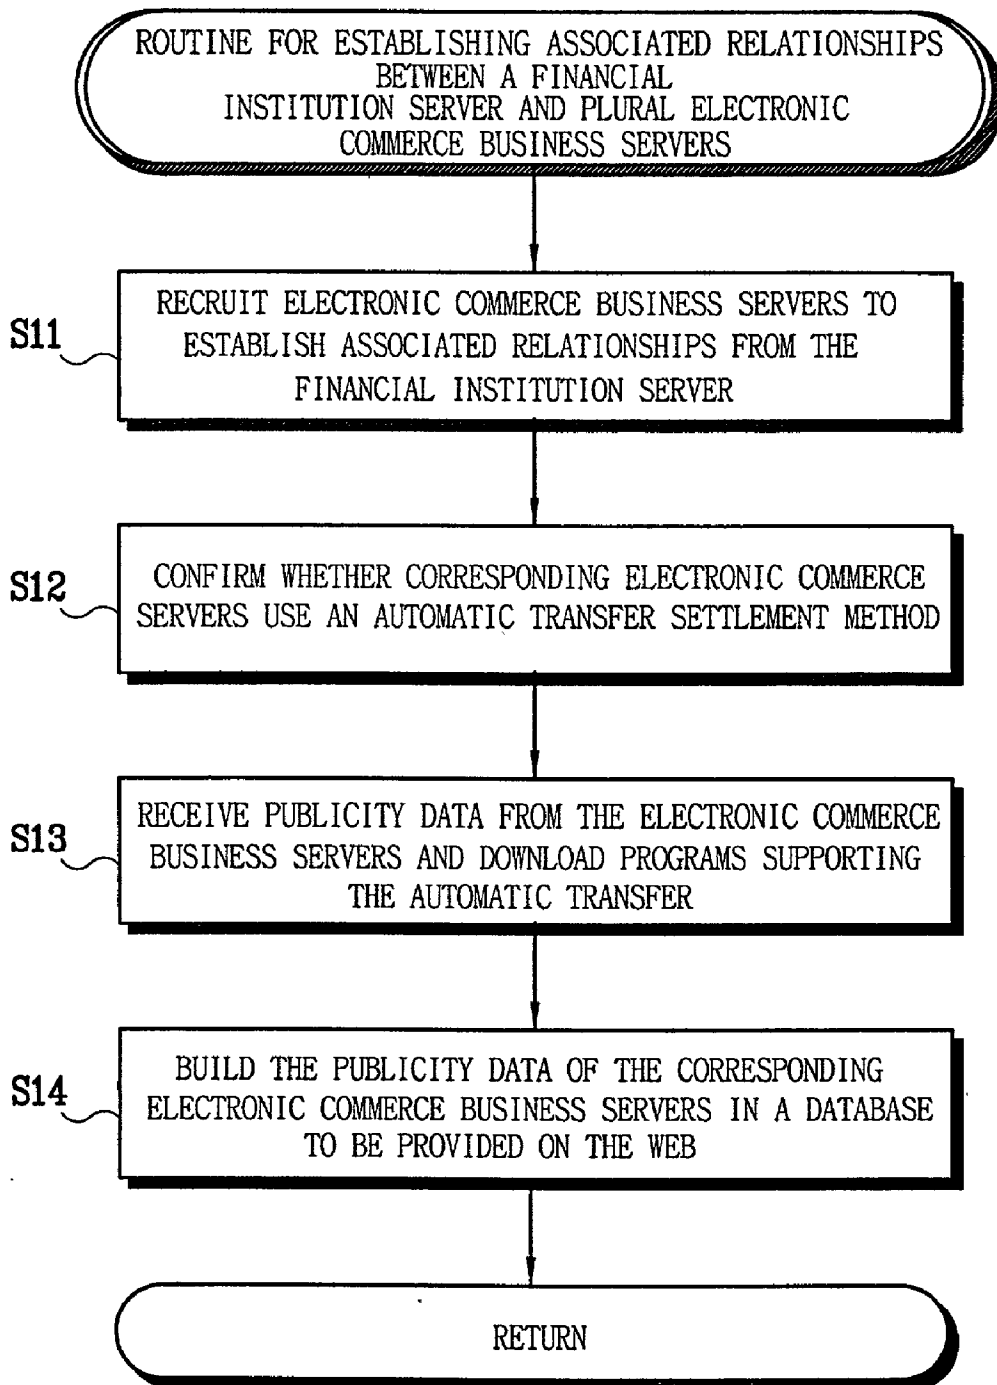 ROUTINE FOR ESTABLISHING ASSOCIATED RELATIONSHIPS
BETWEEN A FINANCIAL
INSTITUTION SERVER AND PLURAL ELECTRONIC
COMMERCE BUSINESS SERVERS
S11
RECRUIT ELECTRONIC COMMERCE BUSINESS SERVERS TO
ESTABLISH ASSOCIATED RELATIONSHIPS FROM THE
FINANCIAL INSTITUTION SERVER
S12
CONFIRM WHETHER CORRESPONDING ELECTRONIC COMMERCE
SERVERS USE AN AUTOMATIC TRANSFER SETTLEMENT METHOD
S13
RECEIVE PUBLICITY DATA FROM THE ELECTRONIC COMMERCE
BUSINESS SERVERS AND DOWNLOAD PROGRAMS SUPPORTING
THE AUTOMATIC TRANSFER
S14
BUILD THE PUBLICITY DATA OF THE CORRESPONDING
ELECTRONIC COMMERCE BUSINESS SERVERS IN A DATABASE
TO BE PROVIDED ON THE WEB
RETURN